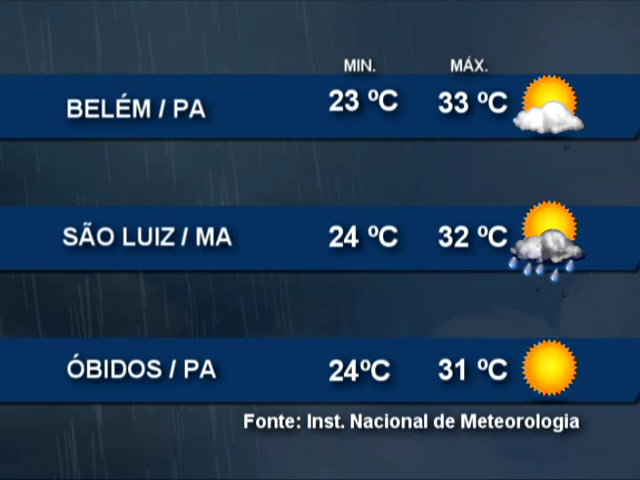 MIN. MÁX.
BELÉM / PA 23 ºC 33 ºC
SÃO LUIZ / MA 24 ºC 32 ºC
ÓBIDOS / PA 24ºC 31 ºC
Fonte: Inst. Nacional de Meteorologia